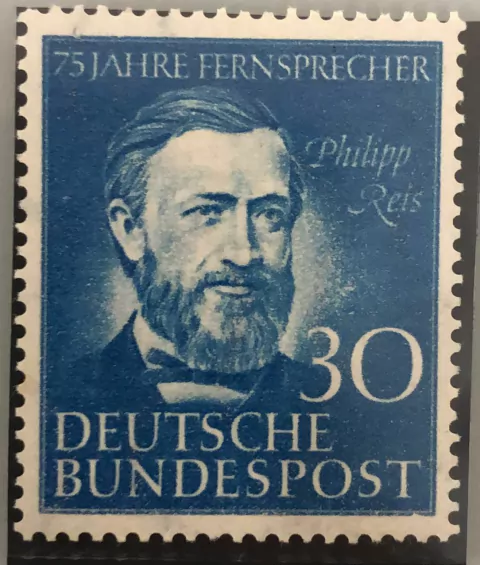 75 JAHRE FERNSPRECHER
Philipp
Reis
30
DEUTSCHE
BUNDESPOST